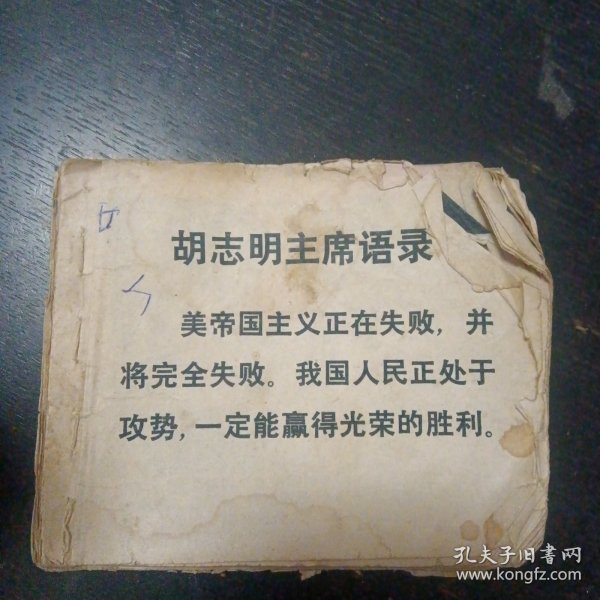 胡志明主席语录
美帝国主义正在失败，并
将完全失败。我国人民正处于
攻势，一定能赢得光荣的胜利。
孔夫子旧书网
www.kongfz.com